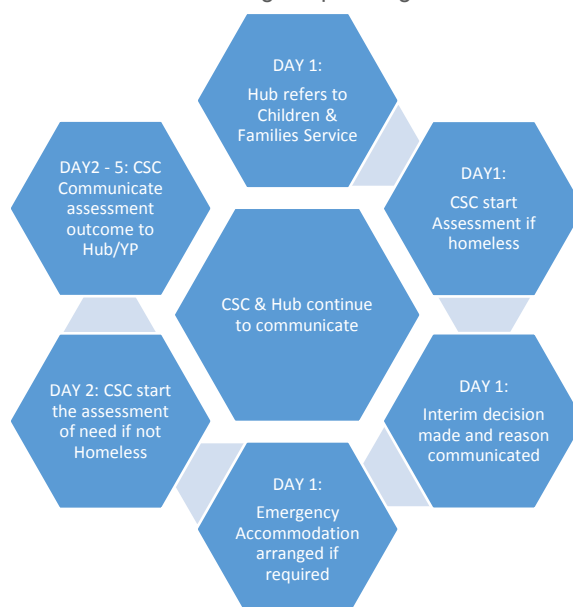 DAY 1:
Hub refers to
Children &
Families Service
DAY1:
CSC start
Assessment if
homeless
DAY 1:
Interim decision
made and reason
communicated
DAY 1:
Emergency
Accommodation
arranged if
required
DAY 2: CSC start
the assessment
of need if not
Homeless
DAY2 - 5: CSC
Communicate
assessment
outcome to
Hub/YP
CSC & Hub continue
to communicate